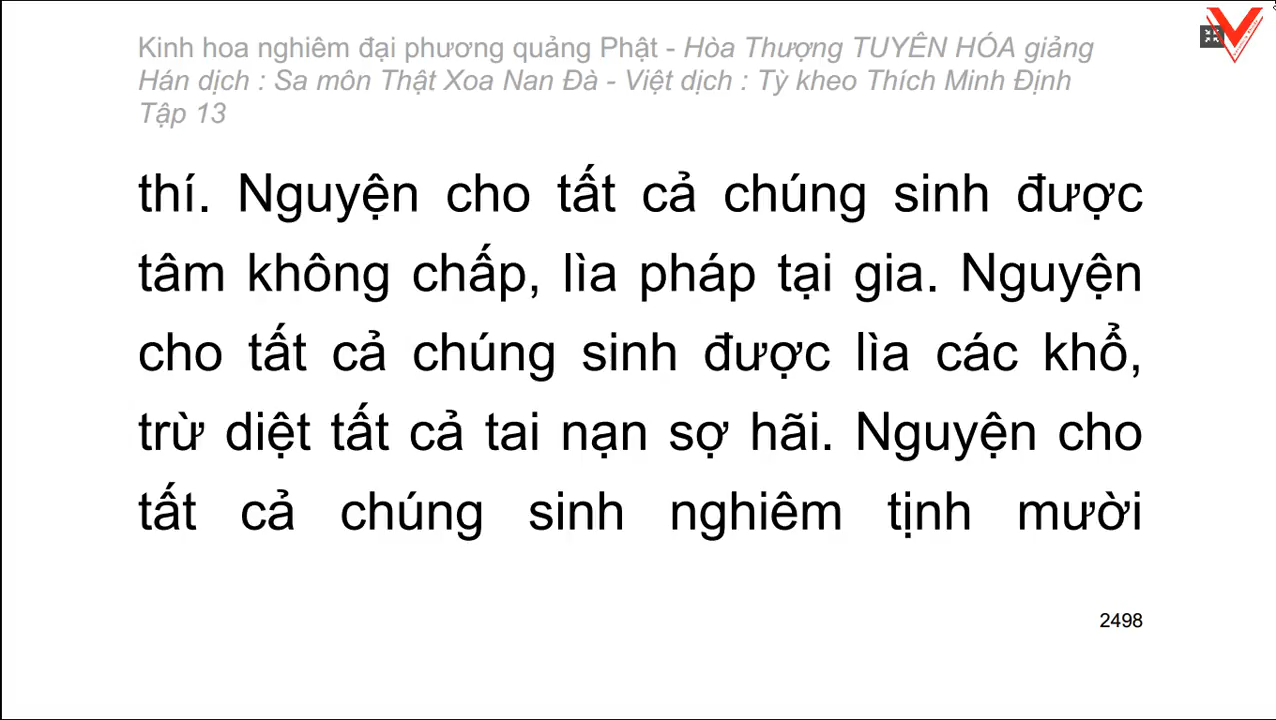 Kinh hoa nghiêm đại phương quảng Phật - Hòa Thượng TUYÊN HÓA giảng
Hán dịch : Sa môn Thật Xoa Nan Đà - Việt dịch : Tỳ kheo Thích Minh Định
Tập 13
thí. Nguyện cho tất cả chúng sinh được
tâm không chấp, lìa pháp tại gia. Nguyện
cho tất cả chúng sinh được lìa các khổ,
trừ diệt tất cả tai nạn sợ hãi. Nguyện cho
tất cả chúng sinh nghiêm tịnh mười
2498